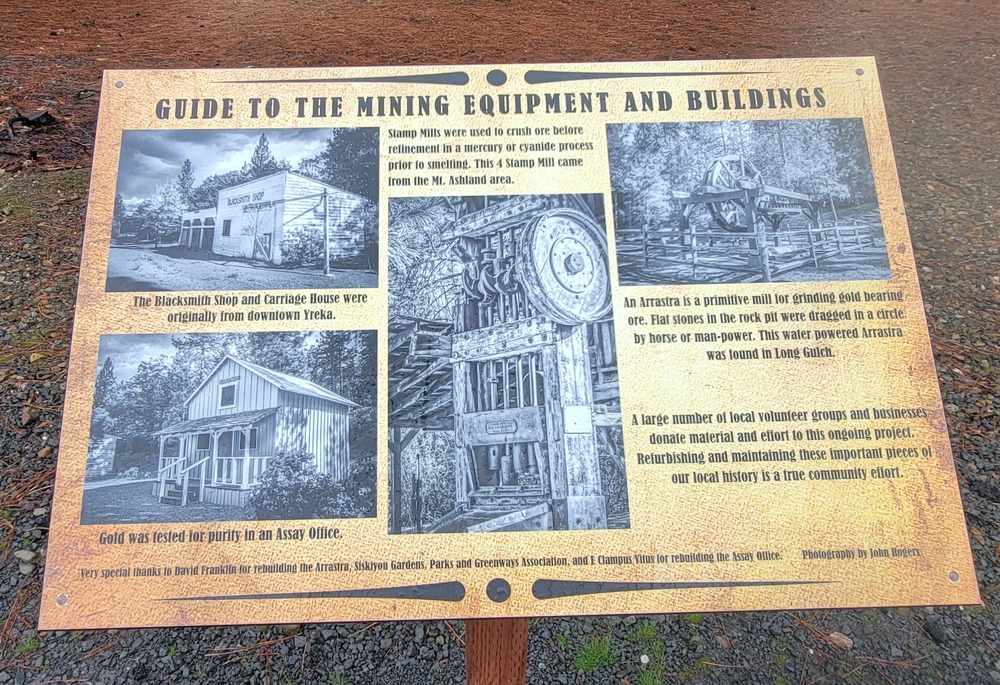 GUIDE TO THE MINING EQUIPMENT AND BUILDINGS
BLACKSMITH SHOP
The Blacksmith Shop and Carriage House were
originally from downtown Yreka.
Gold was tested for purity in an Assay Office.
Stamp Mills were used to crush ore before
refinement in a mercury or cyanide process
prior to smelting. This 4 Stamp Mill came
from the Mt. Ashland area.
An Arrastra is a primitive mill for grinding gold bearing
ore. Flat stones in the rock pit were dragged in a circle
by horse or man-power. This water powered Arrastra
was found in Long Gulch.
A large number of local volunteer groups and businesses
donate material and effort to this ongoing project.
Refurbishing and maintaining these important pieces of
our local history is a true community effort.
Very special thanks to David Franklin for rebuilding the Arrastra, Siskiyou Gardens, Parks and Greenways Association, and E Clampus Vitus for rebuilding the Assay Office.
Photography by John Rogers